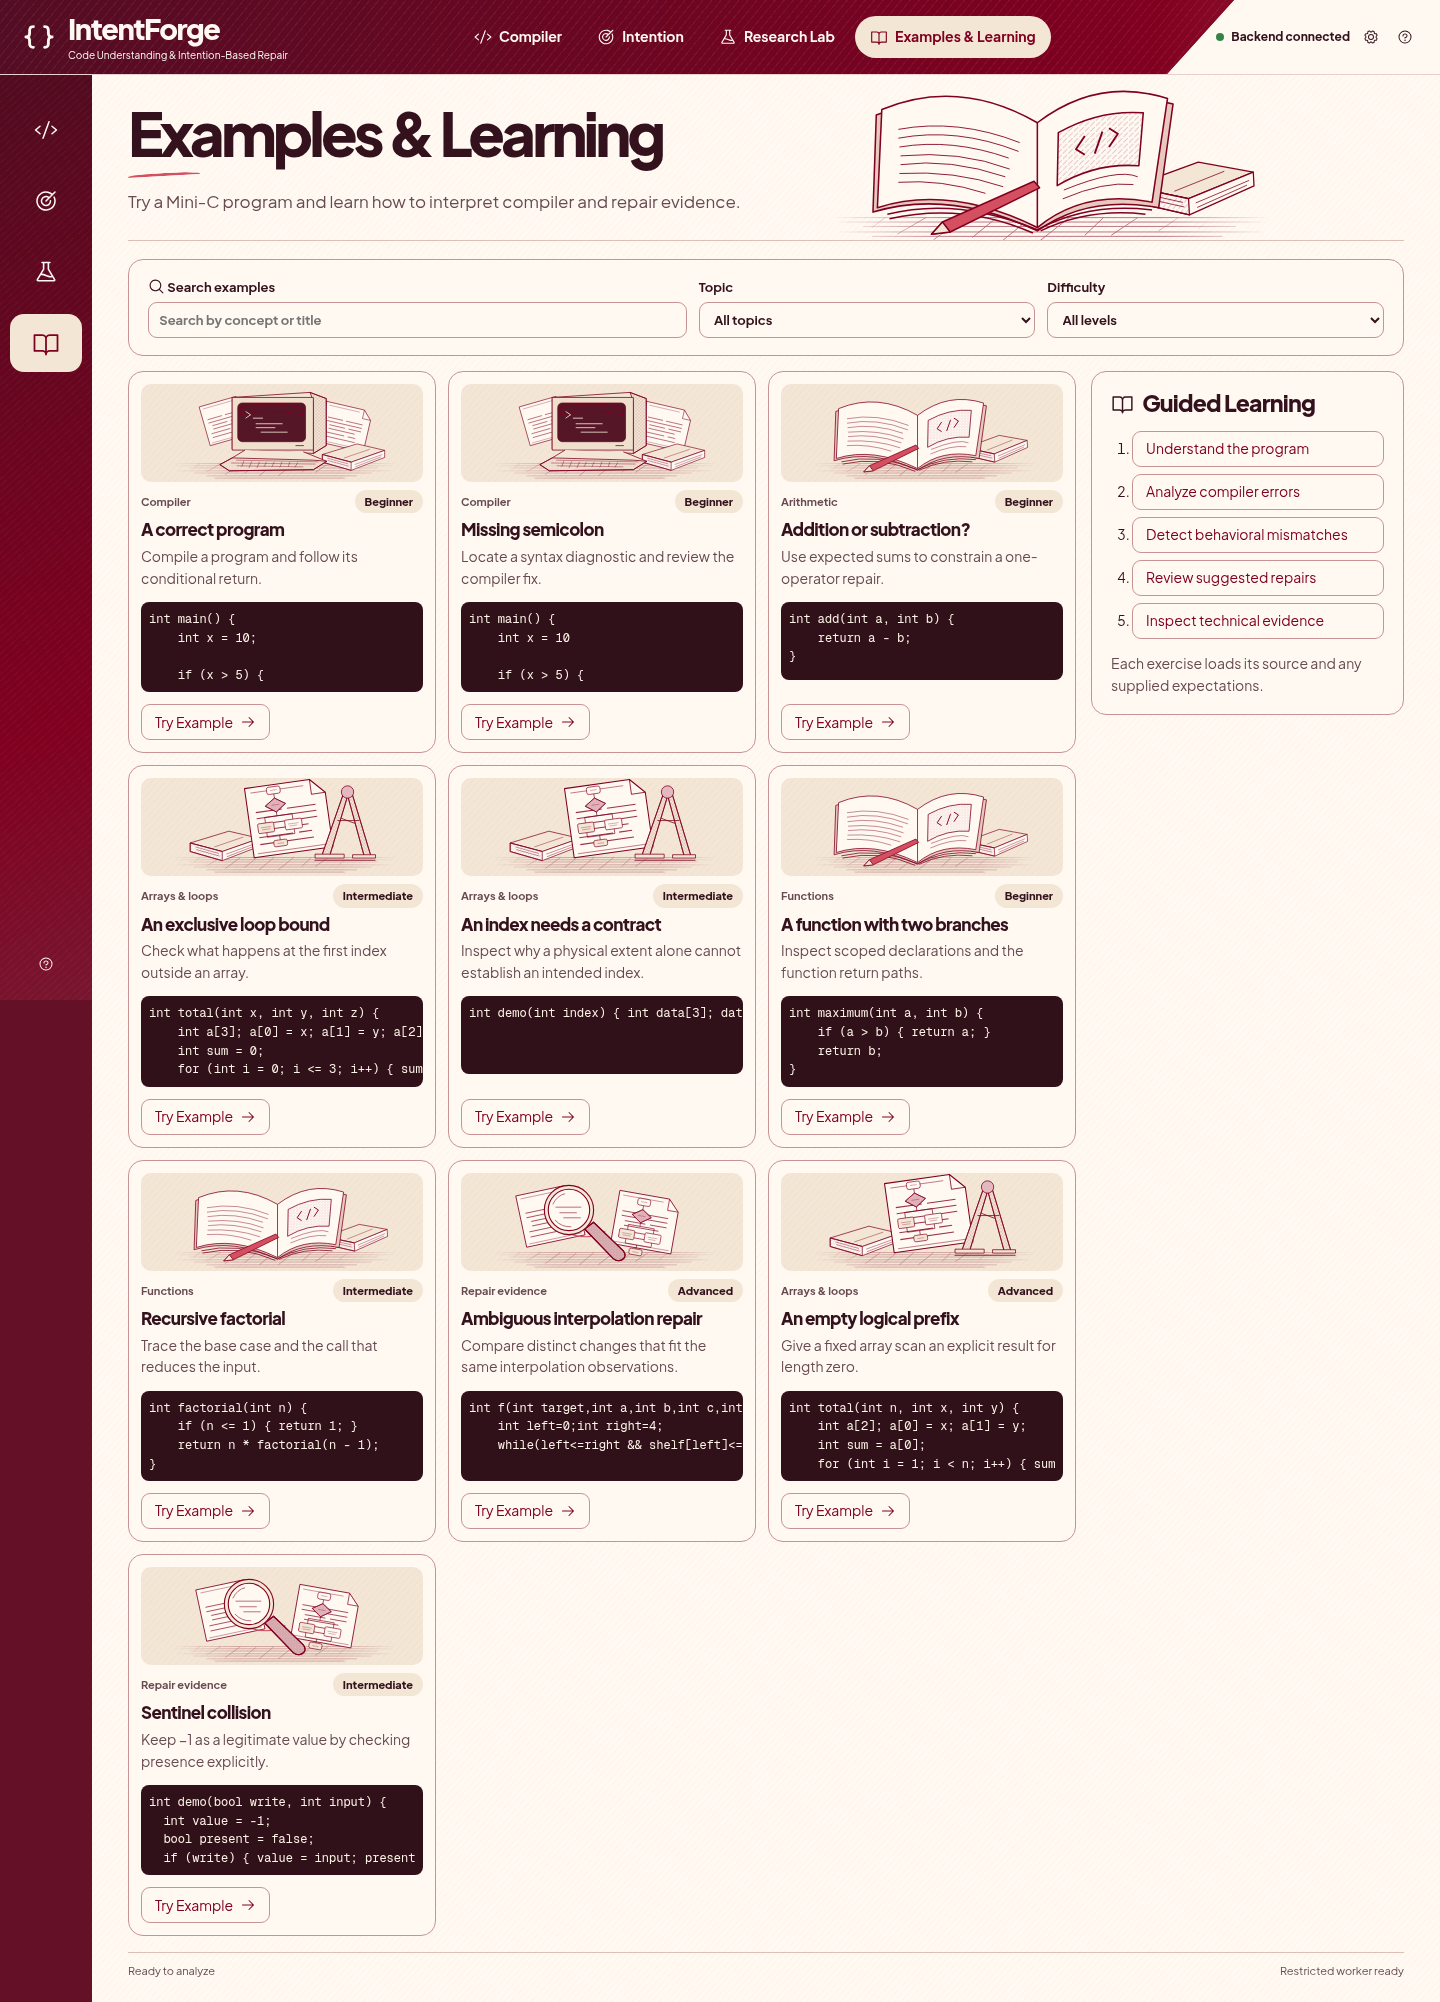 { } IntentForge
Code Understanding & Intention-Based Repair
</> Compiler
Intention
Research Lab
Examples & Learning
Backend connected
Examples & Learning
Try a Mini-C program and learn how to interpret compiler and repair evidence.
Search examples
Search by concept or title
Topic
All topics
Difficulty
All levels
Compiler
Beginner
A correct program
Compile a program and follow its
conditional return.
int main() {
    int x = 10;
    if (x > 5) {
Try Example →
Compiler
Beginner
Missing semicolon
Locate a syntax diagnostic and review the
compiler fix.
int main() {
    int x = 10
    if (x > 5) {
Try Example →
Arithmetic
Beginner
Addition or subtraction?
Use expected sums to constrain a one-
operator repair.
int add(int a, int b) {
    return a - b;
}
Try Example →
Guided Learning
1. Understand the program
2. Analyze compiler errors
3. Detect behavioral mismatches
4. Review suggested repairs
5. Inspect technical evidence
Each exercise loads its source and any
supplied expectations.
Arrays & loops
Intermediate
An exclusive loop bound
Check what happens at the first index
outside an array.
int total(int x, int y, int z) {
    int a[3]; a[0] = x; a[1] = y; a[2]
    int sum = 0;
    for (int i = 0; i <= 3; i++) { sum
Try Example →
Arrays & loops
Intermediate
An index needs a contract
Inspect why a physical extent alone cannot
establish an intended index.
int demo(int index) { int data[3]; dat
Try Example →
Functions
Beginner
A function with two branches
Inspect scoped declarations and the
function return paths.
int maximum(int a, int b) {
    if (a > b) { return a; }
    return b;
}
Try Example →
Functions
Intermediate
Recursive factorial
Trace the base case and the call that
reduces the input.
int factorial(int n) {
    if (n <= 1) { return 1; }
    return n * factorial(n - 1);
}
Try Example →
Repair evidence
Advanced
Ambiguous interpolation repair
Compare distinct changes that fit the
same interpolation observations.
int f(int target,int a,int b,int c,int
    int left=0;int right=4;
    while(left<=right && shelf[left]<=
Try Example →
Arrays & loops
Advanced
An empty logical prefix
Give a fixed array scan an explicit result for
length zero.
int total(int n, int x, int y) {
    int a[2]; a[0] = x; a[1] = y;
    int sum = a[0];
    for (int i = 1; i < n; i++) { sum
Try Example →
Repair evidence
Intermediate
Sentinel collision
Keep −1 as a legitimate value by checking
presence explicitly.
int demo(bool write, int input) {
  int value = -1;
  bool present = false;
  if (write) { value = input; present
Try Example →
Ready to analyze
Restricted worker ready